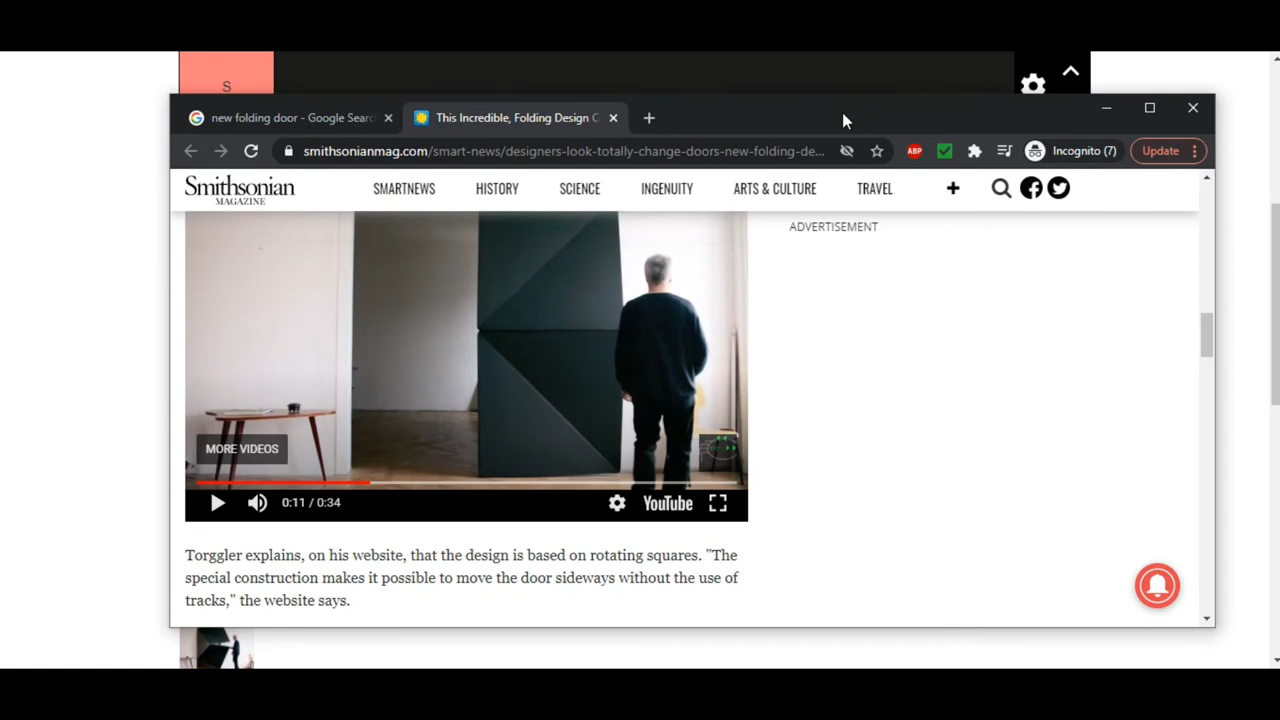 S
new folding door - Google Searc
This Incredible, Folding Design C
smithsonianmag.com/smart-news/designers-look-totally-change-doors-new-folding-de...
ABP
Incognito (7)
Update
Smithsonian
MAGAZINE
SMARTNEWS
HISTORY
SCIENCE
INGENUITY
ARTS & CULTURE
TRAVEL
ADVERTISEMENT
MORE VIDEOS
0:11 / 0:34
YouTube
Torggler explains, on his website, that the design is based on rotating squares. "The
special construction makes it possible to move the door sideways without the use of
tracks," the website says.